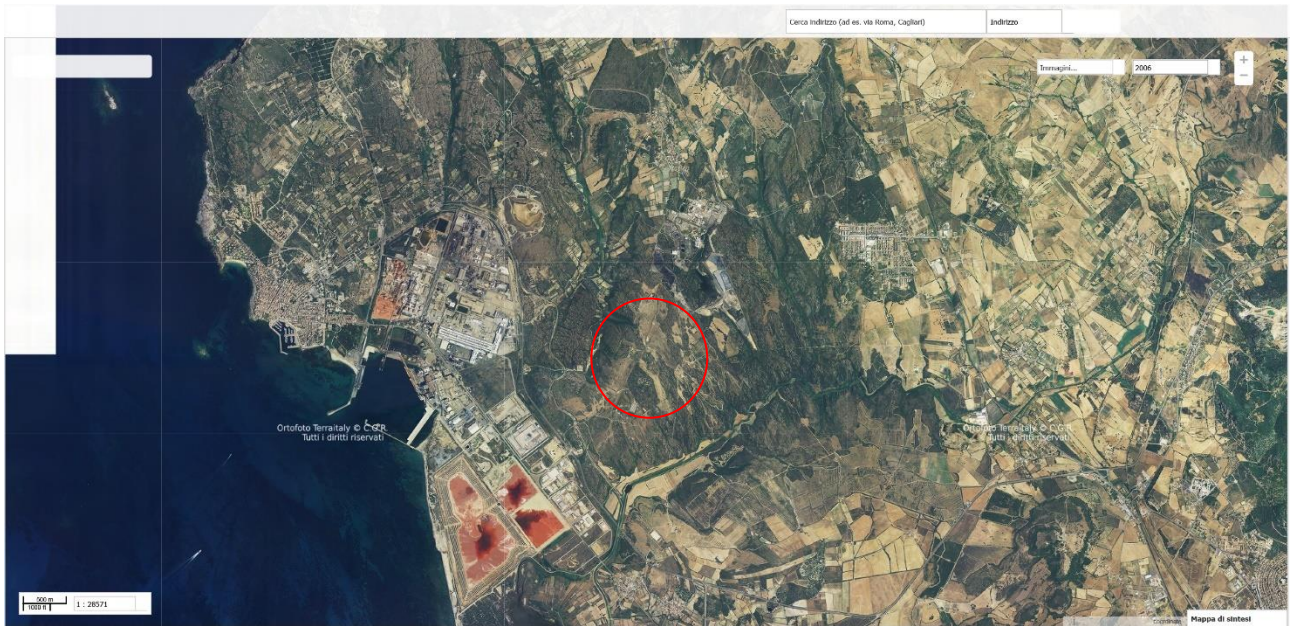 Cerca indirizzo (ad es. via Roma, Cagliari)
Indirizzo
Immagini...
2006
Ortofoto Terraitaly © C.G.R.
Tutti i diritti riservati
Ortofoto Terraitaly © C.G.R.
Tutti i diritti riservati
500 m
1000 ft
1 : 28571
Mappa di sintesi